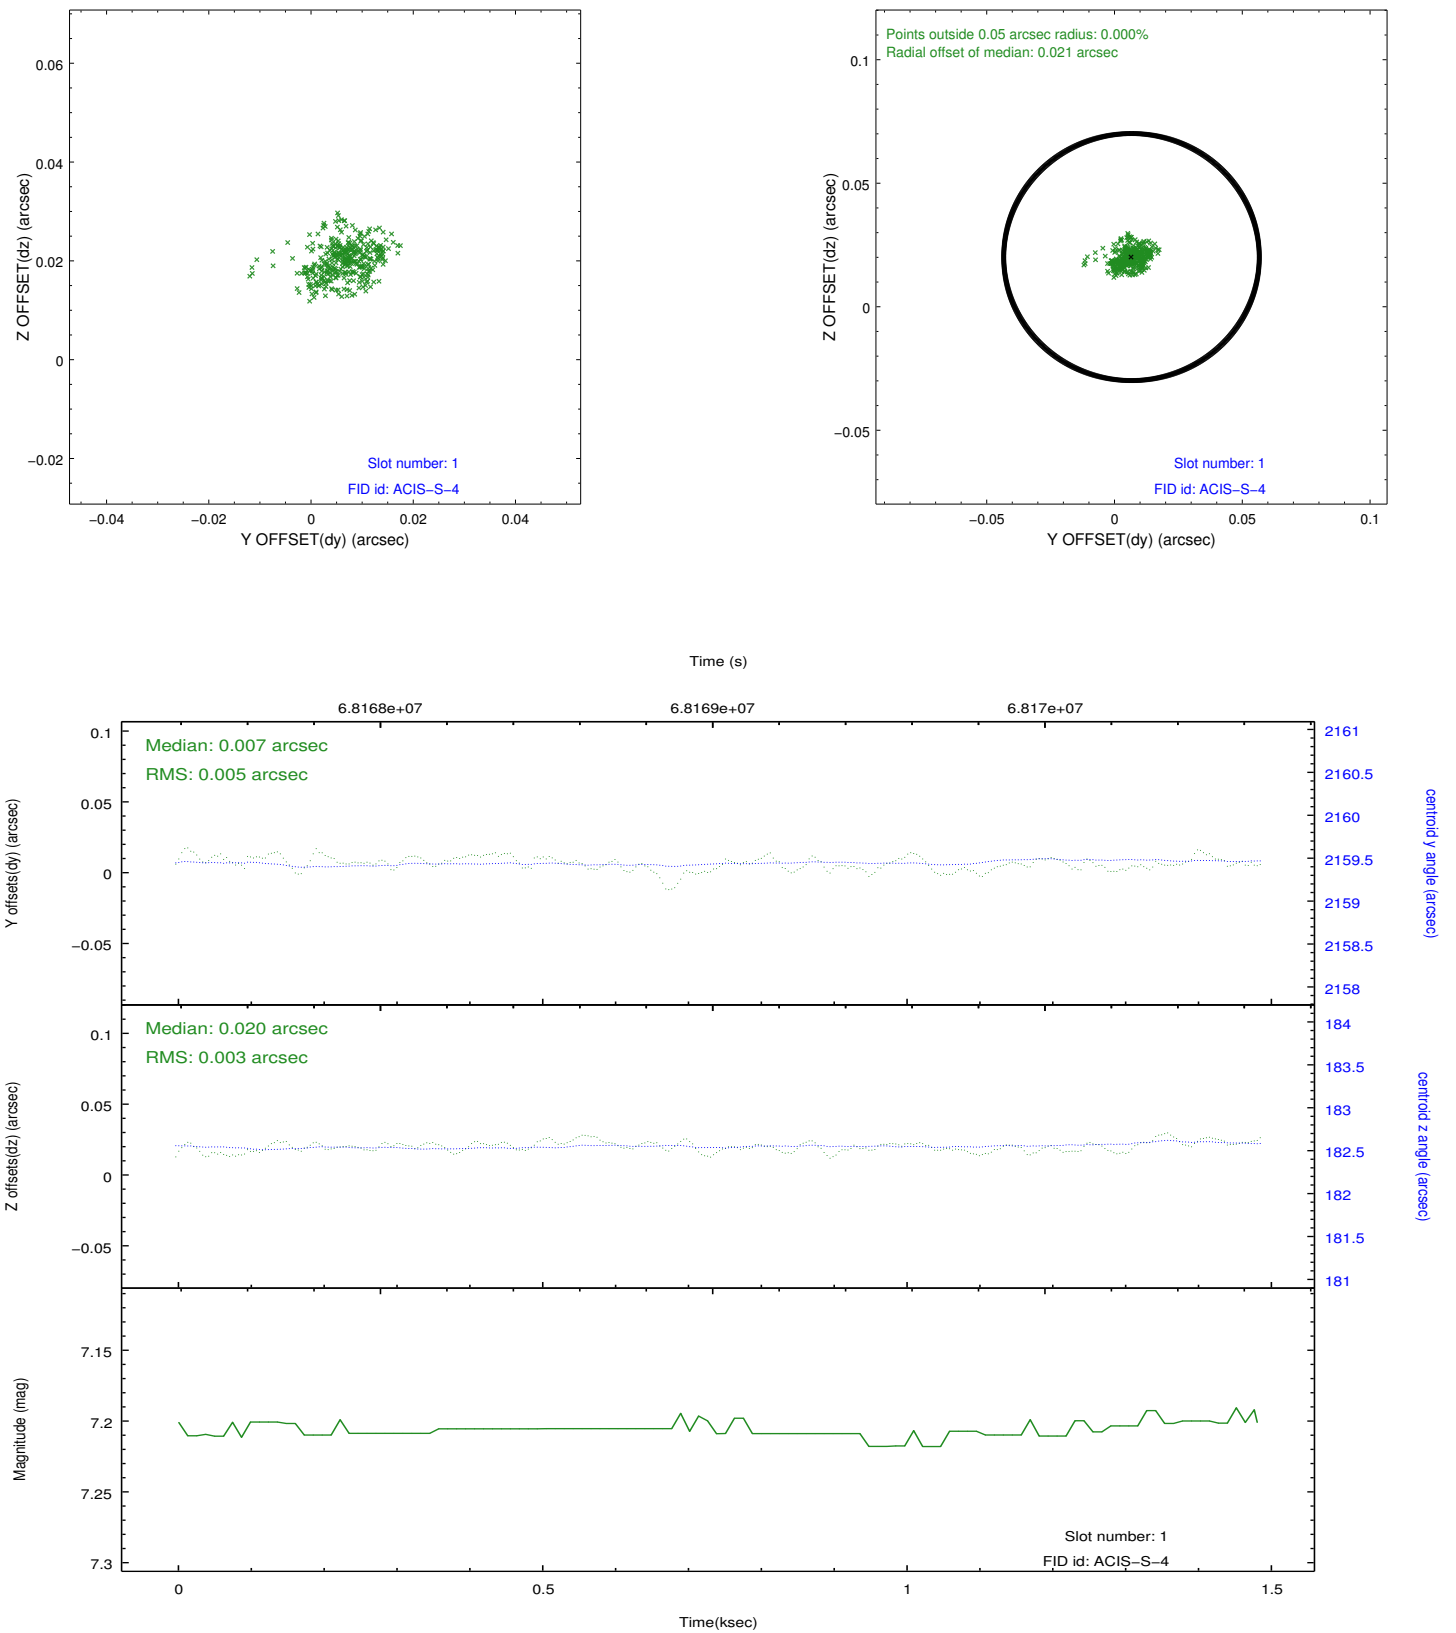 0.06
0.04
0.02
0
−0.02
Z OFFSET(dz) (arcsec)
Slot number: 1
FID id: ACIS−S−4
−0.04
−0.02
0
0.02
0.04
Y OFFSET(dy) (arcsec)
Points outside 0.05 arcsec radius: 0.000%
Radial offset of median: 0.021 arcsec
0.1
0.05
0
−0.05
Z OFFSET(dz) (arcsec)
Slot number: 1
FID id: ACIS−S−4
−0.05
0
0.05
0.1
Y OFFSET(dy) (arcsec)
Time (s)
6.8168e+07
6.8169e+07
6.817e+07
Median: 0.007 arcsec
RMS: 0.005 arcsec
0.1
0.05
0
−0.05
Y offsets(dy) (arcsec)
2161
2160.5
2160
2159.5
2159
2158.5
2158
centroid y angle (arcsec)
Median: 0.020 arcsec
RMS: 0.003 arcsec
0.1
0.05
0
−0.05
Z offsets(dz) (arcsec)
184
183.5
183
182.5
182
181.5
181
centroid z angle (arcsec)
7.15
7.2
7.25
7.3
Magnitude (mag)
Slot number: 1
FID id: ACIS−S−4
0
0.5
1
1.5
Time(ksec)